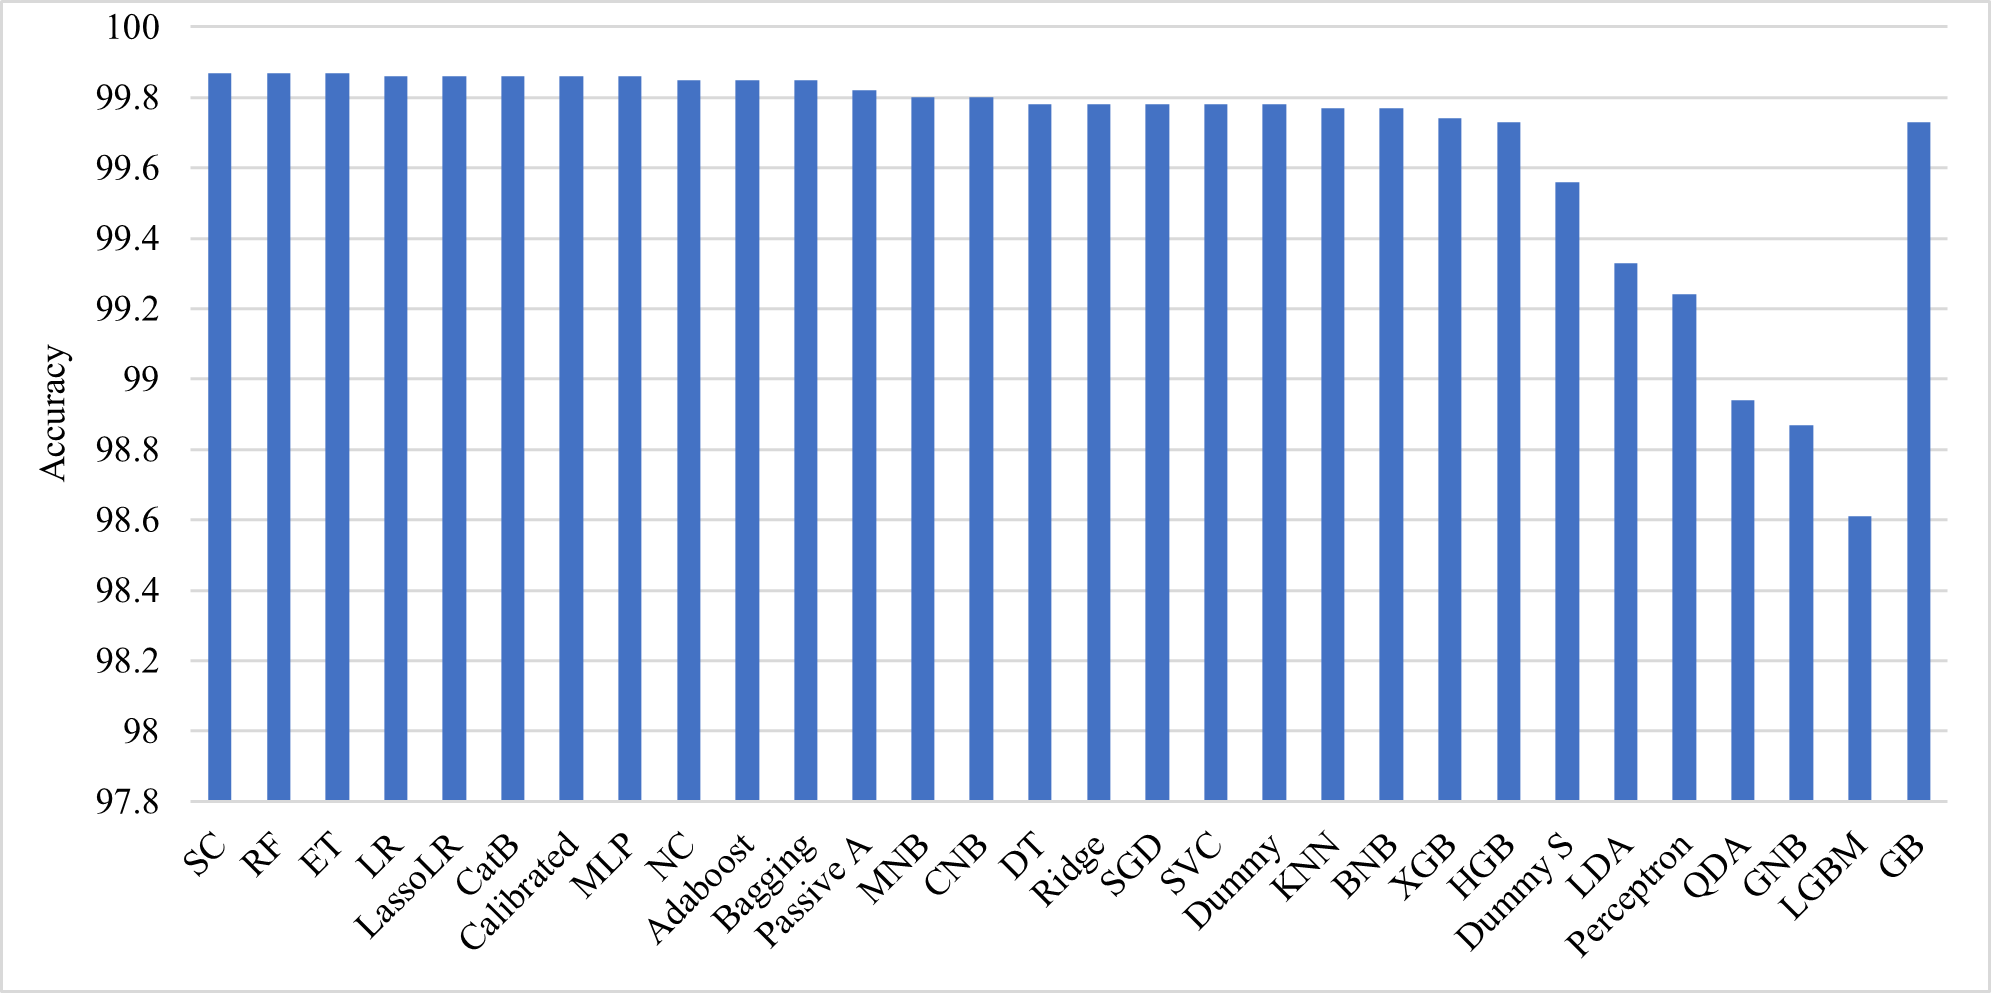 100
99.8
99.6
99.4
99.2
99
98.8
98.6
98.4
98.2
98
97.8
Accuracy
SC
RF
ET
LR
LassoLR
CatB
Calibrated
MLP
NC
Adaboost
Bagging
Passive A
MNB
CNB
DT
Ridge
SGD
SVC
Dummy
KNN
BNB
XGB
HGB
Dummy S
LDA
Perceptron
QDA
GNB
LGBM
GB